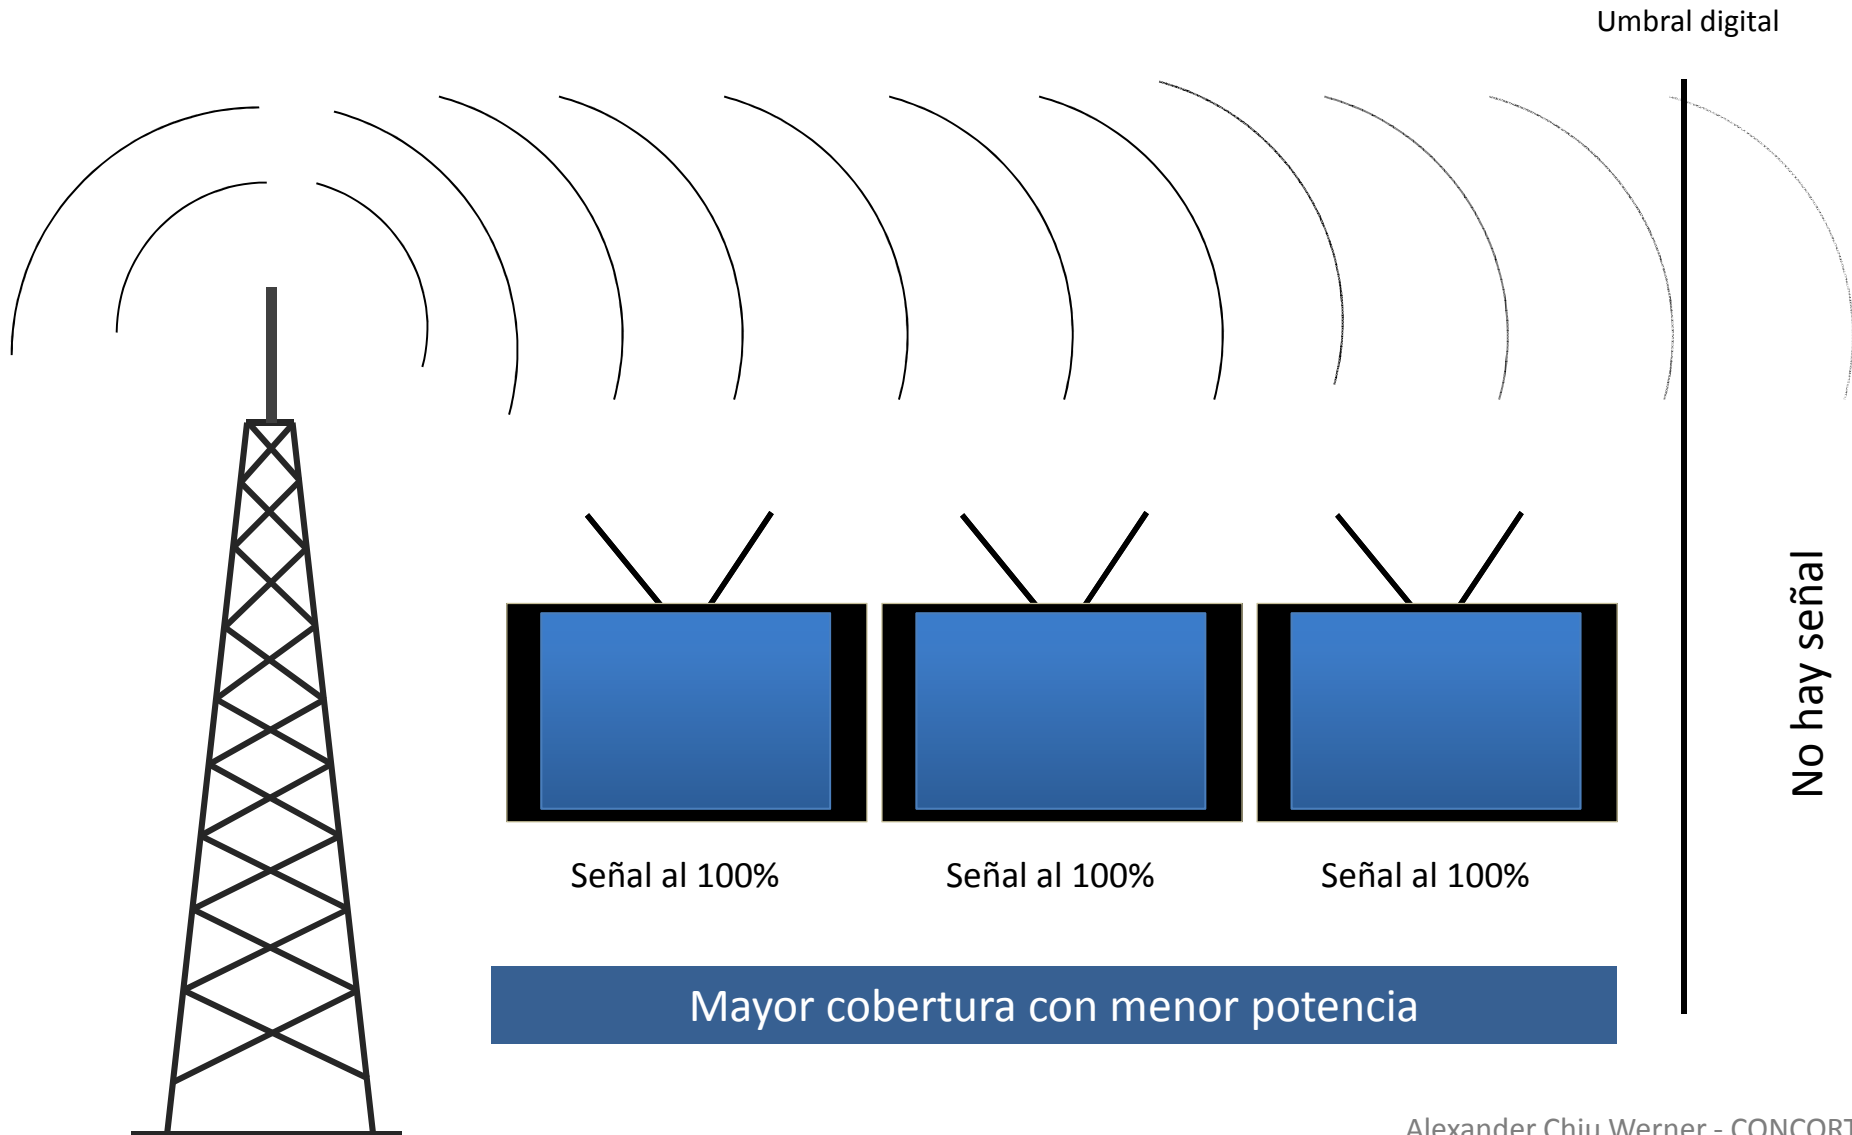 Umbral digital
No hay señal
Señal al 100%
Señal al 100%
Señal al 100%
Mayor cobertura con menor potencia
Alexander Chiu Werner - CONCORT